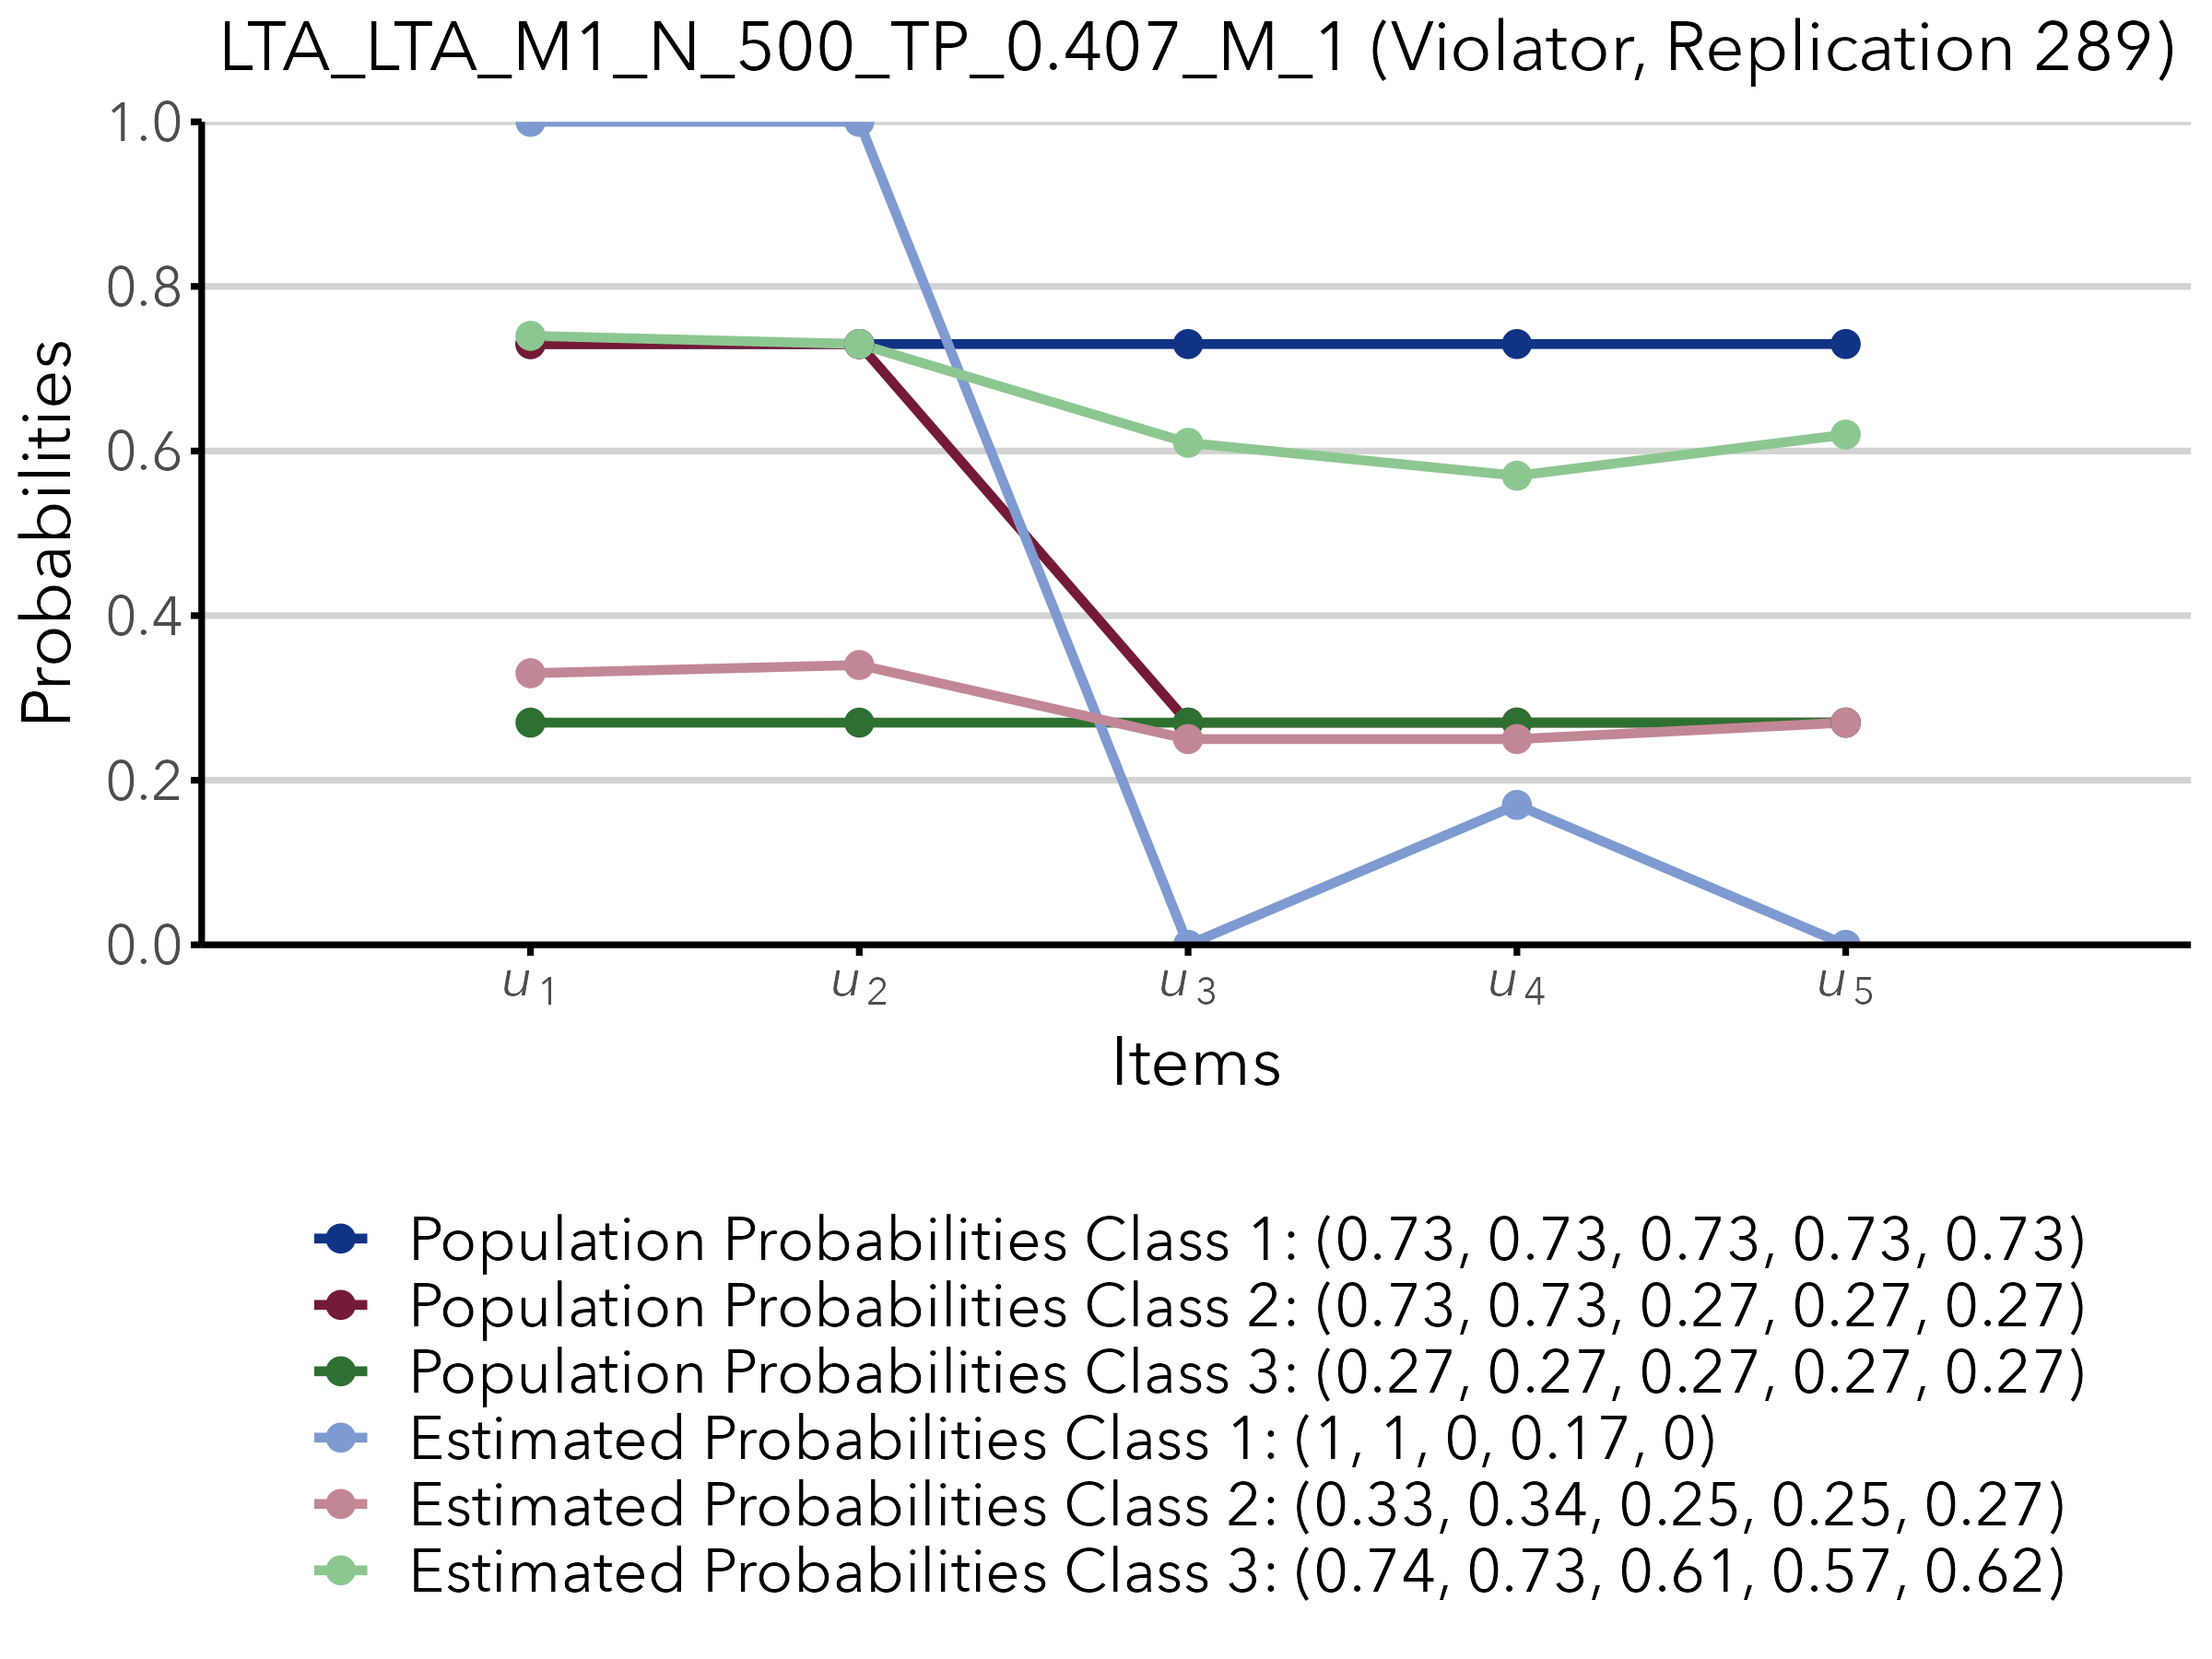 LTA_LTA_M1_N_500_TP_0.407_M_1 (Violator, Replication 289)
1.0
0.8
0.6
0.4
0.2
0.0
Probabilities
u1 u2 u3 u4 u5
Items
Population Probabilities Class 1: (0.73, 0.73, 0.73, 0.73, 0.73)
Population Probabilities Class 2: (0.73, 0.73, 0.27, 0.27, 0.27)
Population Probabilities Class 3: (0.27, 0.27, 0.27, 0.27, 0.27)
Estimated Probabilities Class 1: (1, 1, 0, 0.17, 0)
Estimated Probabilities Class 2: (0.33, 0.34, 0.25, 0.25, 0.27)
Estimated Probabilities Class 3: (0.74, 0.73, 0.61, 0.57, 0.62)